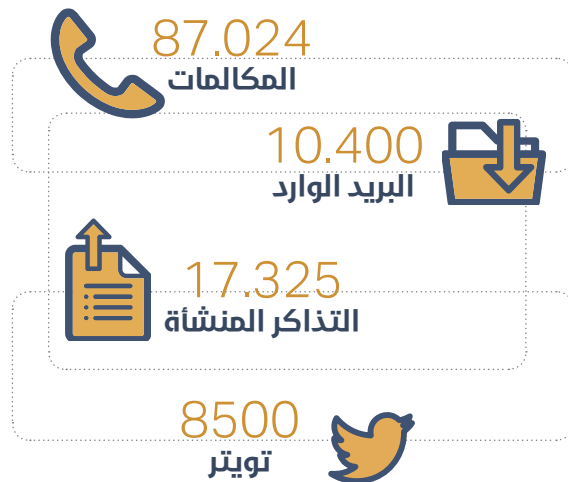 87.024
المكالمات
10.400
البريد الوارد
17.325
التذاكر المنشأة
8500
تويتر